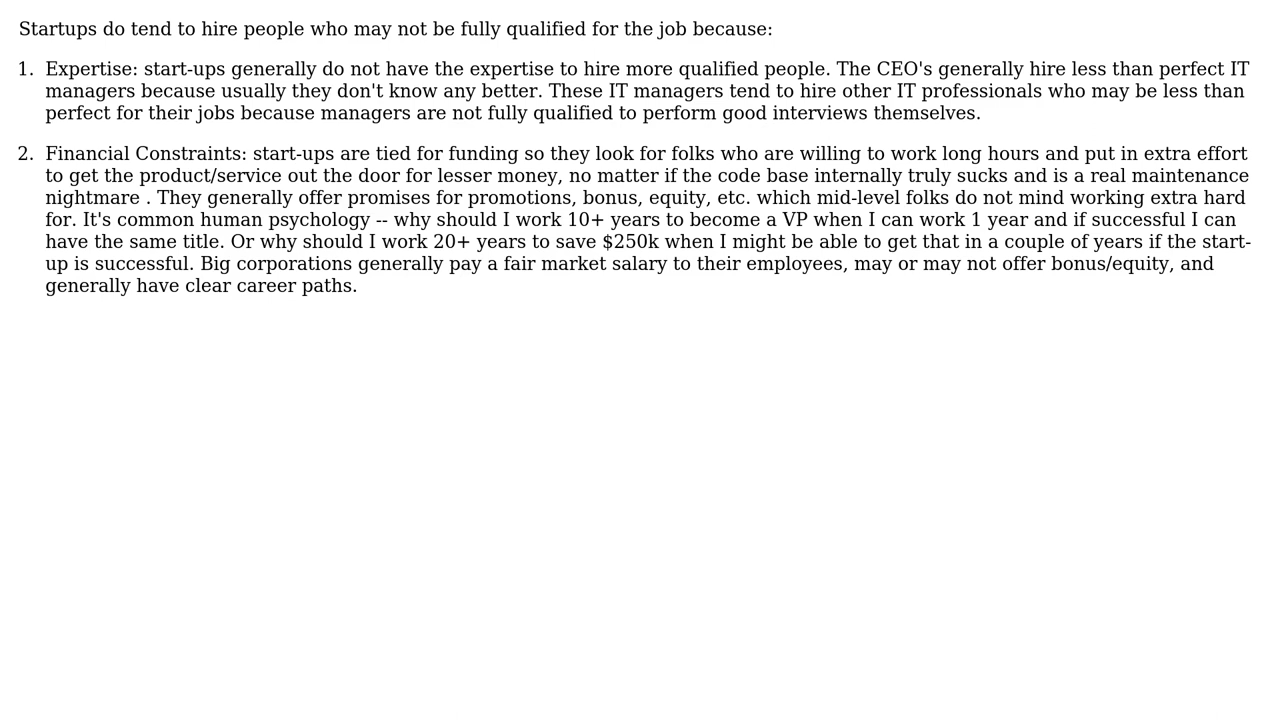 Startups do tend to hire people who may not be fully qualified for the job because:
1. Expertise: start-ups generally do not have the expertise to hire more qualified people. The CEO's generally hire less than perfect IT
managers because usually they don't know any better. These IT managers tend to hire other IT professionals who may be less than
perfect for their jobs because managers are not fully qualified to perform good interviews themselves.
2. Financial Constraints: start-ups are tied for funding so they look for folks who are willing to work long hours and put in extra effort
to get the product/service out the door for lesser money, no matter if the code base internally truly sucks and is a real maintenance
nightmare . They generally offer promises for promotions, bonus, equity, etc. which mid-level folks do not mind working extra hard
for. It's common human psychology -- why should I work 10+ years to become a VP when I can work 1 year and if successful I can
have the same title. Or why should I work 20+ years to save $250k when I might be able to get that in a couple of years if the start-
up is successful. Big corporations generally pay a fair market salary to their employees, may or may not offer bonus/equity, and
generally have clear career paths.